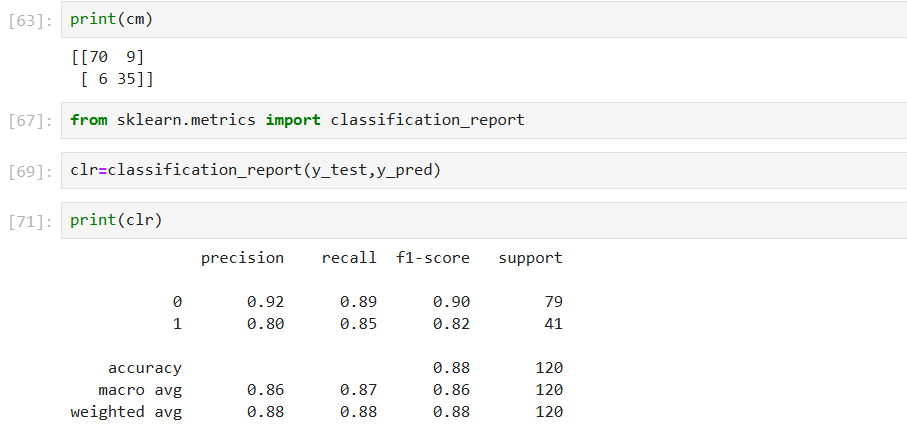 [63]: print(cm)
[[70  9]
 [ 6 35]]
[67]: from sklearn.metrics import classification_report
[69]: clr=classification_report(y_test,y_pred)
[71]: print(clr)
              precision    recall  f1-score   support

           0       0.92      0.89      0.90        79
           1       0.80      0.85      0.82        41

    accuracy                           0.88       120
   macro avg       0.86      0.87      0.86       120
weighted avg       0.88      0.88      0.88       120